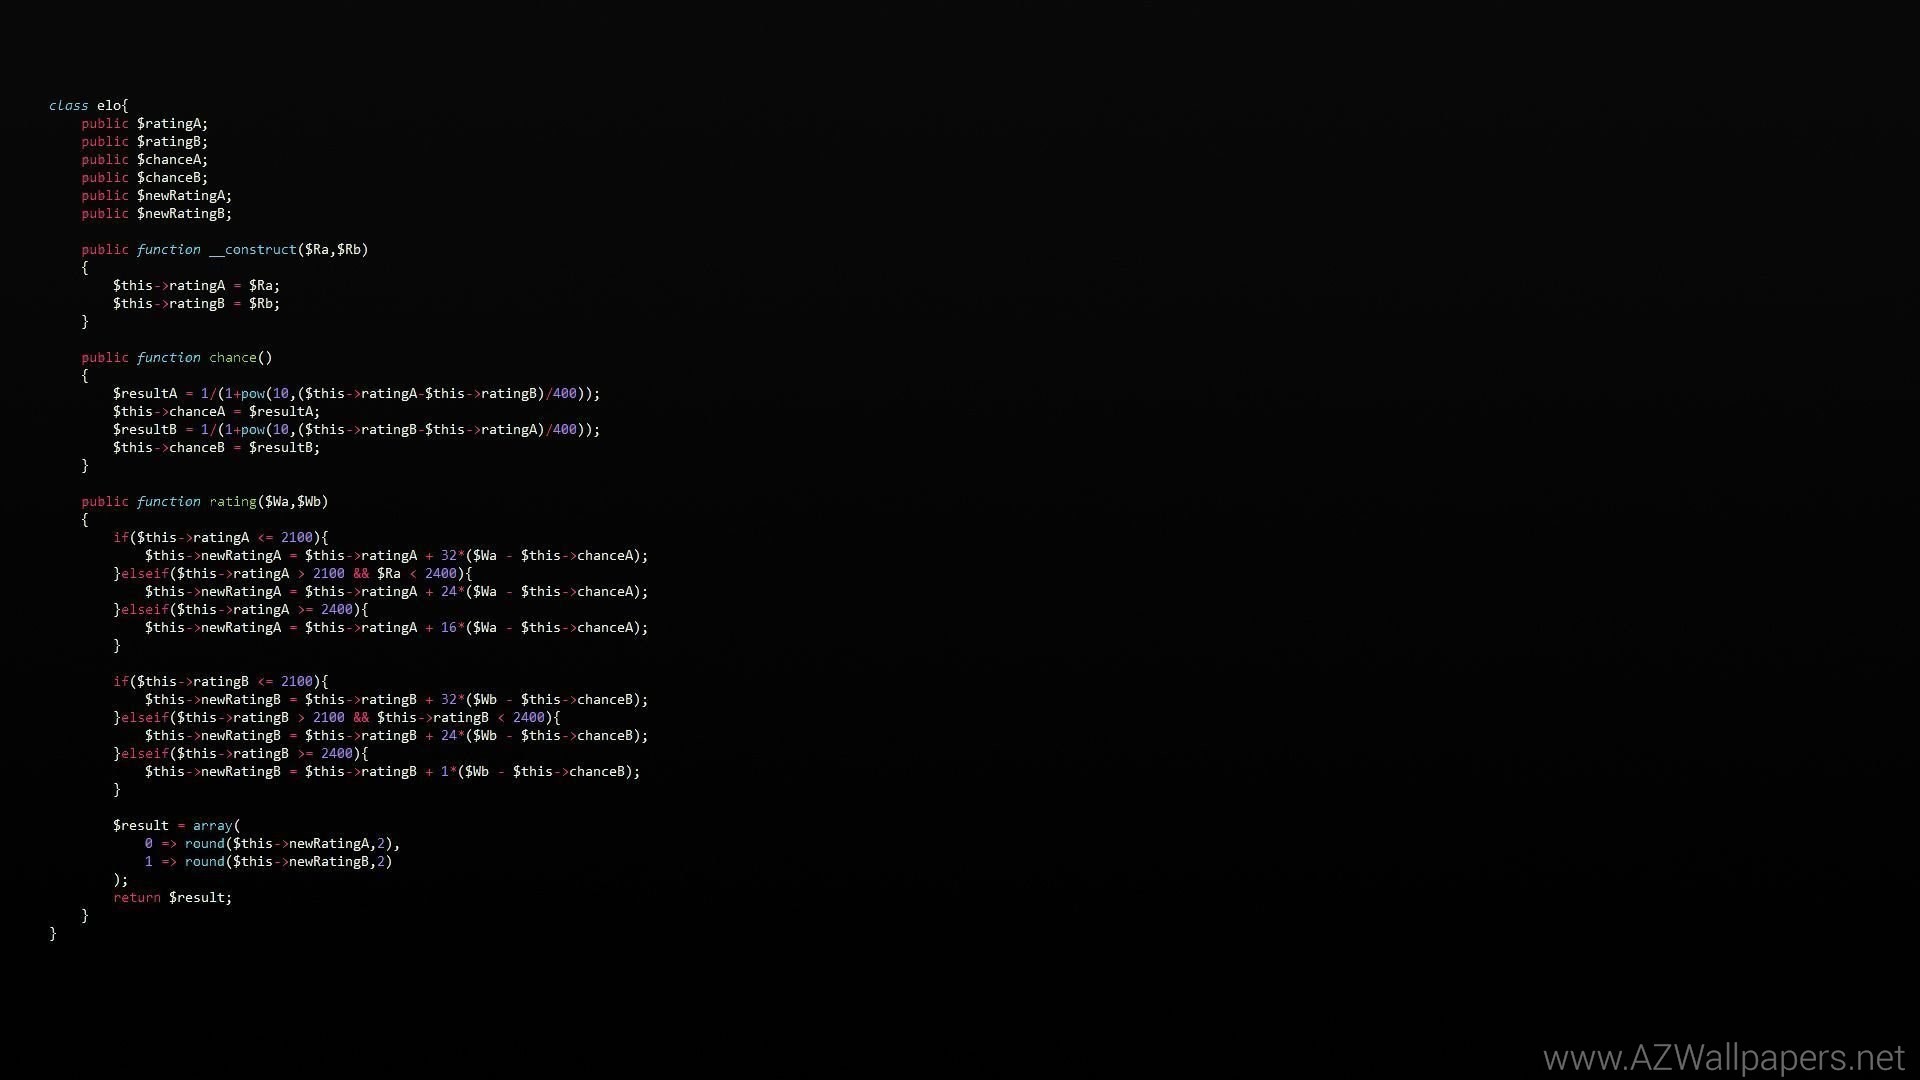 class elo{
    public $ratingA;
    public $ratingB;
    public $chanceA;
    public $chanceB;
    public $newRatingA;
    public $newRatingB;

    public function __construct($Ra,$Rb)
    {
        $this->ratingA = $Ra;
        $this->ratingB = $Rb;
    }

    public function chance()
    {
        $resultA = 1/(1+pow(10,($this->ratingA-$this->ratingB)/400));
        $this->chanceA = $resultA;
        $resultB = 1/(1+pow(10,($this->ratingB-$this->ratingA)/400));
        $this->chanceB = $resultB;
    }

    public function rating($Wa,$Wb)
    {
        if($this->ratingA <= 2100){
            $this->newRatingA = $this->ratingA + 32*($Wa - $this->chanceA);
        }elseif($this->ratingA > 2100 && $Ra < 2400){
            $this->newRatingA = $this->ratingA + 24*($Wa - $this->chanceA);
        }elseif($this->ratingA >= 2400){
            $this->newRatingA = $this->ratingA + 16*($Wa - $this->chanceA);
        }

        if($this->ratingB <= 2100){
            $this->newRatingB = $this->ratingB + 32*($Wb - $this->chanceB);
        }elseif($this->ratingB > 2100 && $this->ratingB < 2400){
            $this->newRatingB = $this->ratingB + 24*($Wb - $this->chanceB);
        }elseif($this->ratingB >= 2400){
            $this->newRatingB = $this->ratingB + 1*($Wb - $this->chanceB);
        }

        $result = array(
            0 => round($this->newRatingA,2),
            1 => round($this->newRatingB,2)
        );
        return $result;
    }
}
www.AZWallpapers.net